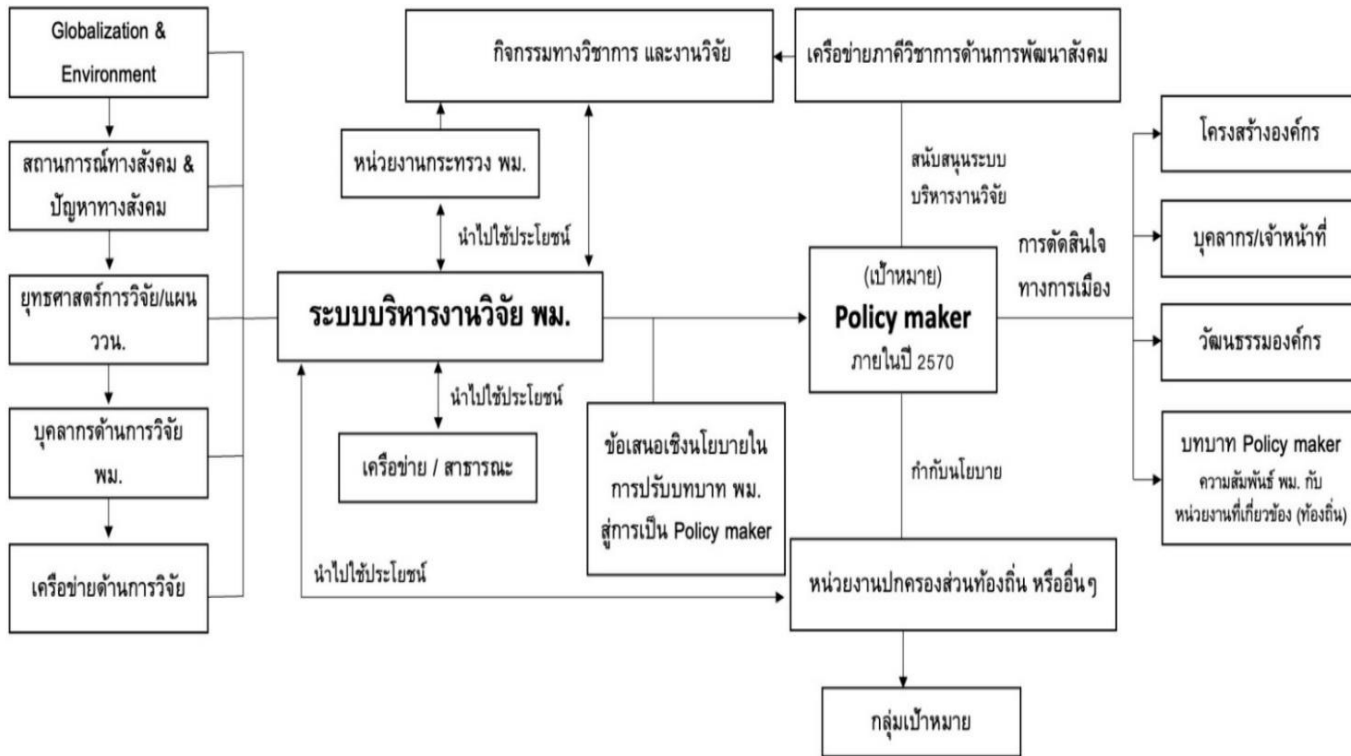 Globalization &
Environment
สถานการณ์ทางสังคม &
ปัญหาทางสังคม
ยุทธศาสตร์การวิจัย/แผน
ววน.
บุคลากรด้านการวิจัย
พม.
เครือข่ายด้านการวิจัย
กิจกรรมทางวิชาการ และงานวิจัย
หน่วยงานกระทรวง พม.
นำไปใช้ประโยชน์
ระบบบริหารงานวิจัย พม.
นำไปใช้ประโยชน์
เครือข่าย / สาธารณะ
นำไปใช้ประโยชน์
ข้อเสนอเชิงนโยบายใน
การปรับบทบาท พม.
สู่การเป็น Policy maker
เครือข่ายภาคีวิชาการด้านการพัฒนาสังคม
สนับสนุนระบบ
บริหารงานวิจัย
(เป้าหมาย)
Policy maker
ภายในปี 2570
กำกับนโยบาย
หน่วยงานปกครองส่วนท้องถิ่น หรืออื่นๆ
กลุ่มเป้าหมาย
การตัดสินใจ
ทางการเมือง
โครงสร้างองค์กร
บุคลากร/เจ้าหน้าที่
วัฒนธรรมองค์กร
บทบาท Policy maker
ความสัมพันธ์ พม. กับ
หน่วยงานที่เกี่ยวข้อง (ท้องถิ่น)